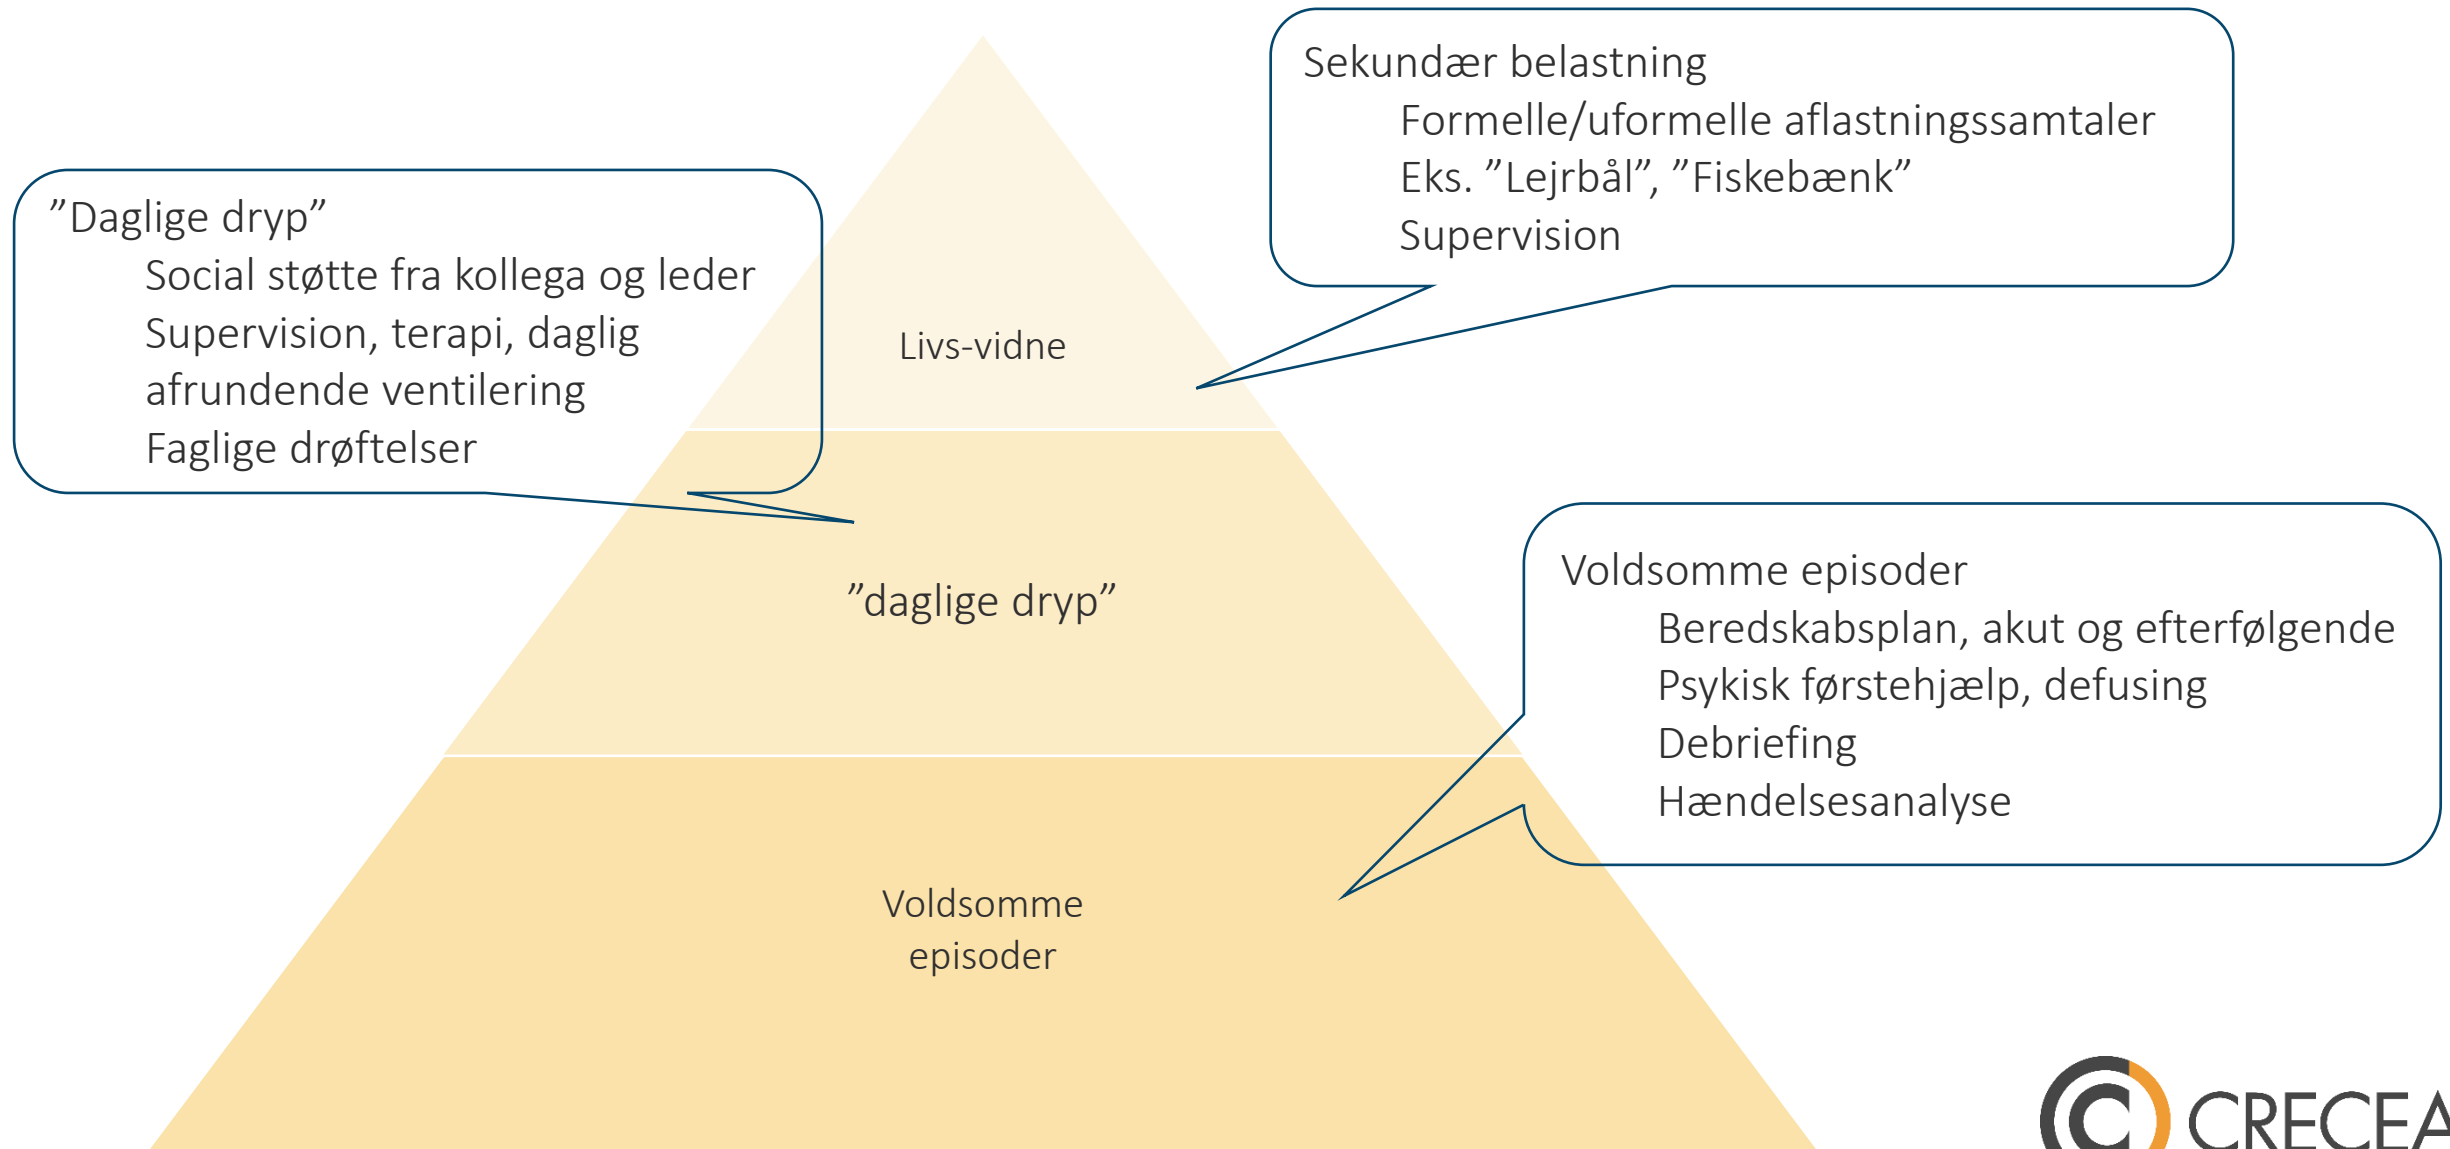 Sekundær belastning
Formelle/uformelle aflastningssamtaler
Eks. ”Lejrbål”, ”Fiskebænk”
Supervision
”Daglige dryp”
Social støtte fra kollega og leder
Supervision, terapi, daglig
afrundende ventilering
Faglige drøftelser
Livs-vidne
”daglige dryp”
Voldsomme episoder
Beredskabsplan, akut og efterfølgende
Psykisk førstehjælp, defusing
Debriefing
Hændelsesanalyse
Voldsomme
episoder
CRECEA